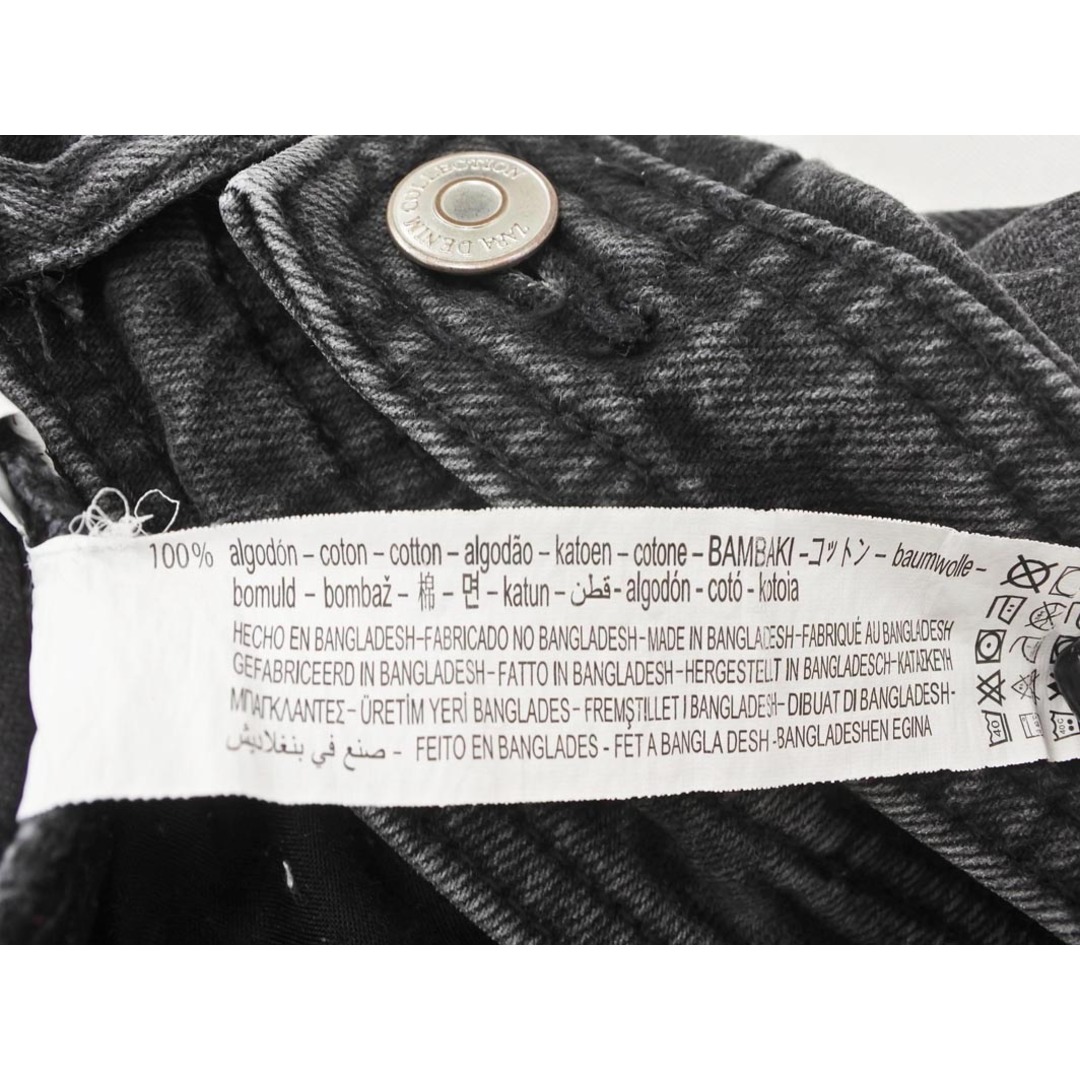 ZARA DENIM COLLECTION
100% algodón – coton – cotton – algodão – katoen – cotone – BAMBAKI – コットン – baumwolle –
bomuld – bombaž – 棉 – 면 – katun – قطن - algodón – cotó – kotoia
HECHO EN BANGLADESH–FABRICADO NO BANGLADESH–MADE IN BANGLADESH–FABRIQUÉ AU BANGLADESH
GEFABRICEERD IN BANGLADESH–FATTO IN BANGLADESH–HERGESTELLT IN BANGLADESCH–ΚΑΤΑΣΚΕΥΗ
ΜΠΑΓΚΛΑΝΤΕΣ – ÜRETİM YERİ BANGLADES – FREMSTILLET I BANGLADESH – DIBUAT DI BANGLADESH-
صنع في بنغلاديش – FEITO EN BANGLADES – FET A BANGLA DESH -BANGLADESHEN EGINA
40
40°C